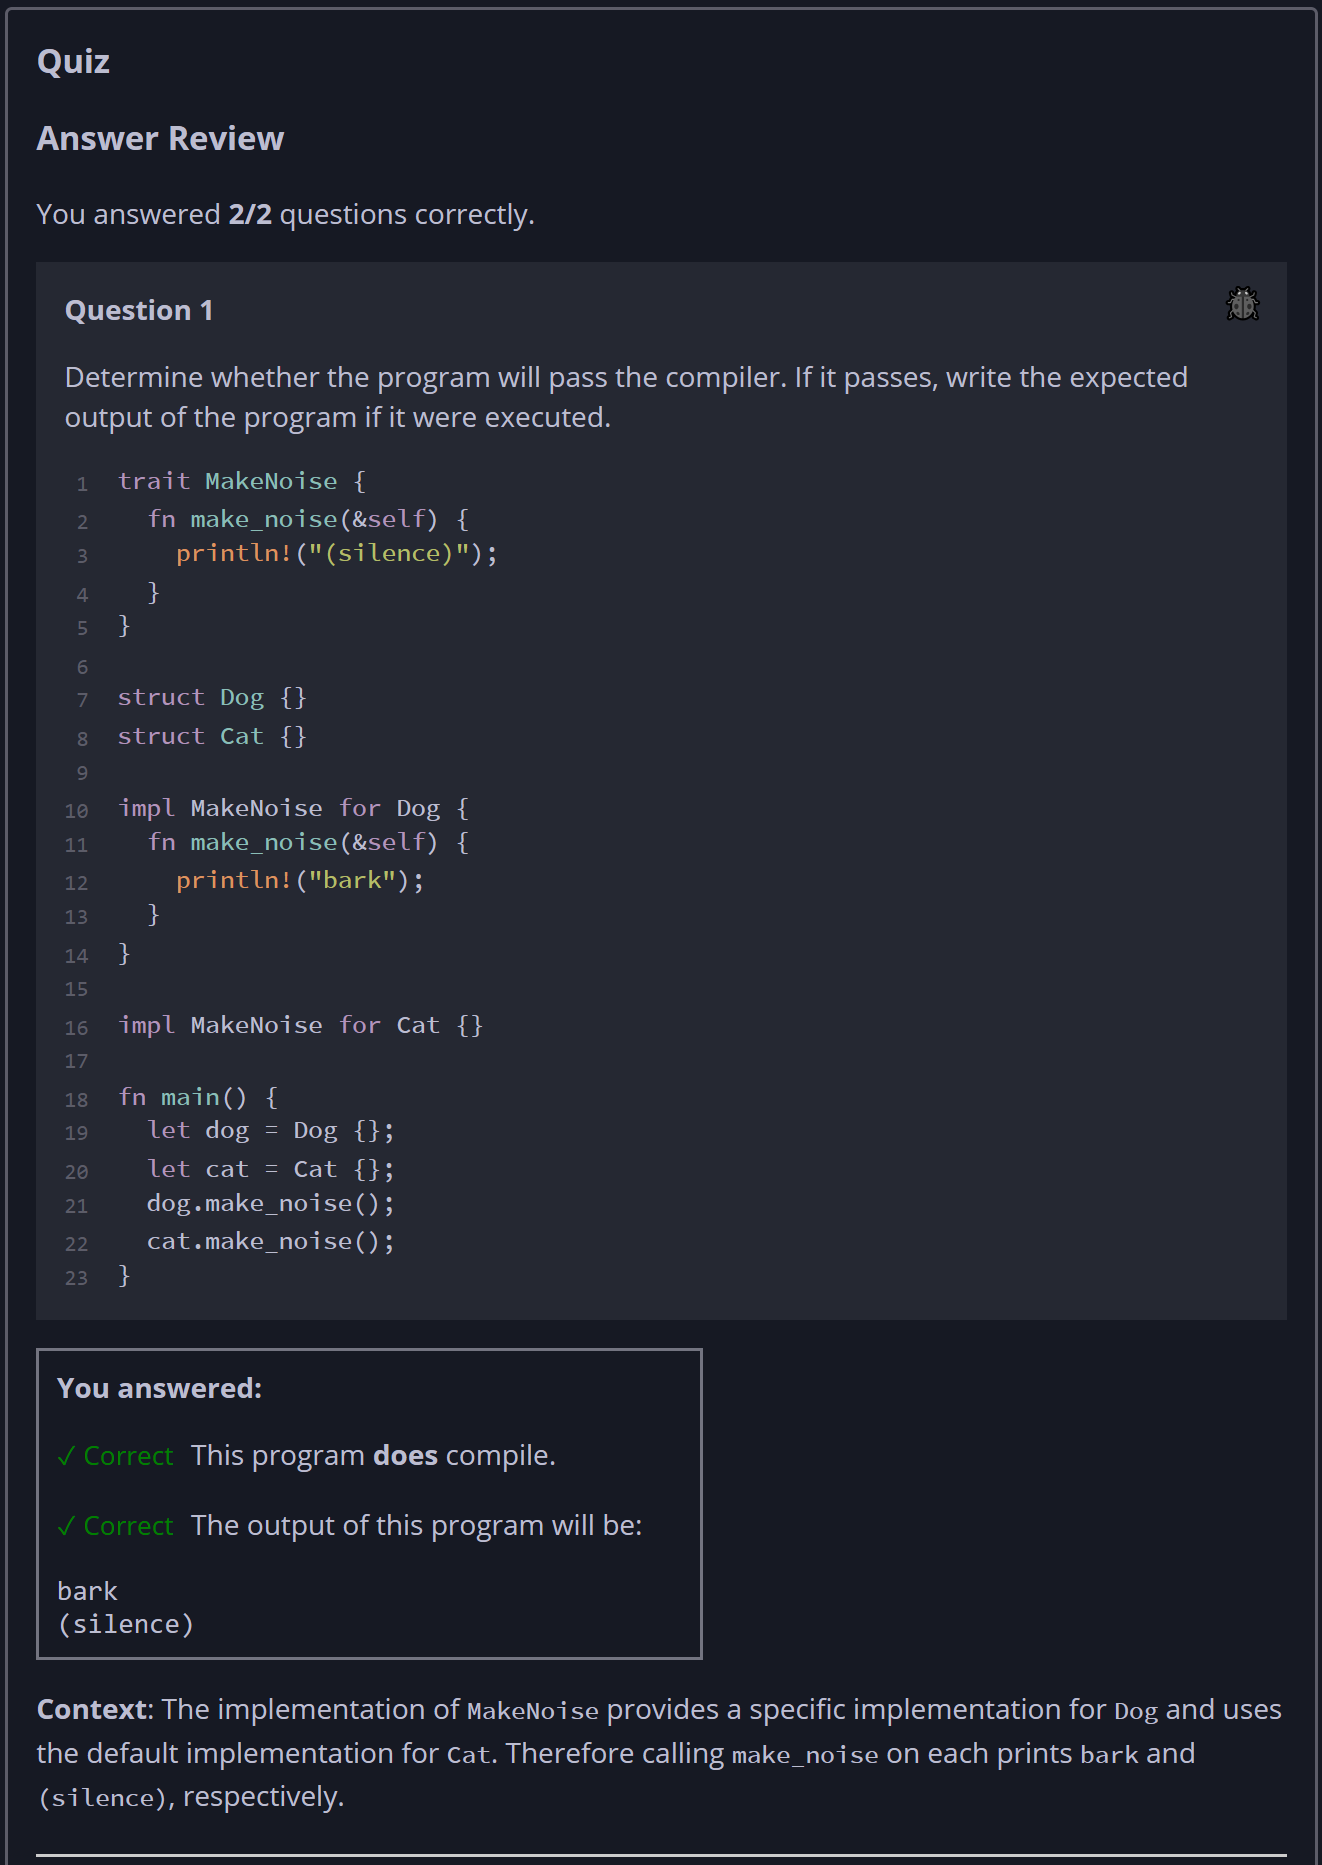 Quiz
Answer Review
You answered 2/2 questions correctly.
Question 1
Determine whether the program will pass the compiler. If it passes, write the expected
output of the program if it were executed.
1 trait MakeNoise {
2   fn make_noise(&self) {
3     println!("(silence)");
4   }
5 }
6
7 struct Dog {}
8 struct Cat {}
9
10 impl MakeNoise for Dog {
11   fn make_noise(&self) {
12     println!("bark");
13   }
14 }
15
16 impl MakeNoise for Cat {}
17
18 fn main() {
19   let dog = Dog {};
20   let cat = Cat {};
21   dog.make_noise();
22   cat.make_noise();
23 }
You answered:
✓ Correct This program does compile.
✓ Correct The output of this program will be:
bark
(silence)
Context: The implementation of MakeNoise provides a specific implementation for Dog and uses
the default implementation for Cat. Therefore calling make_noise on each prints bark and
(silence), respectively.